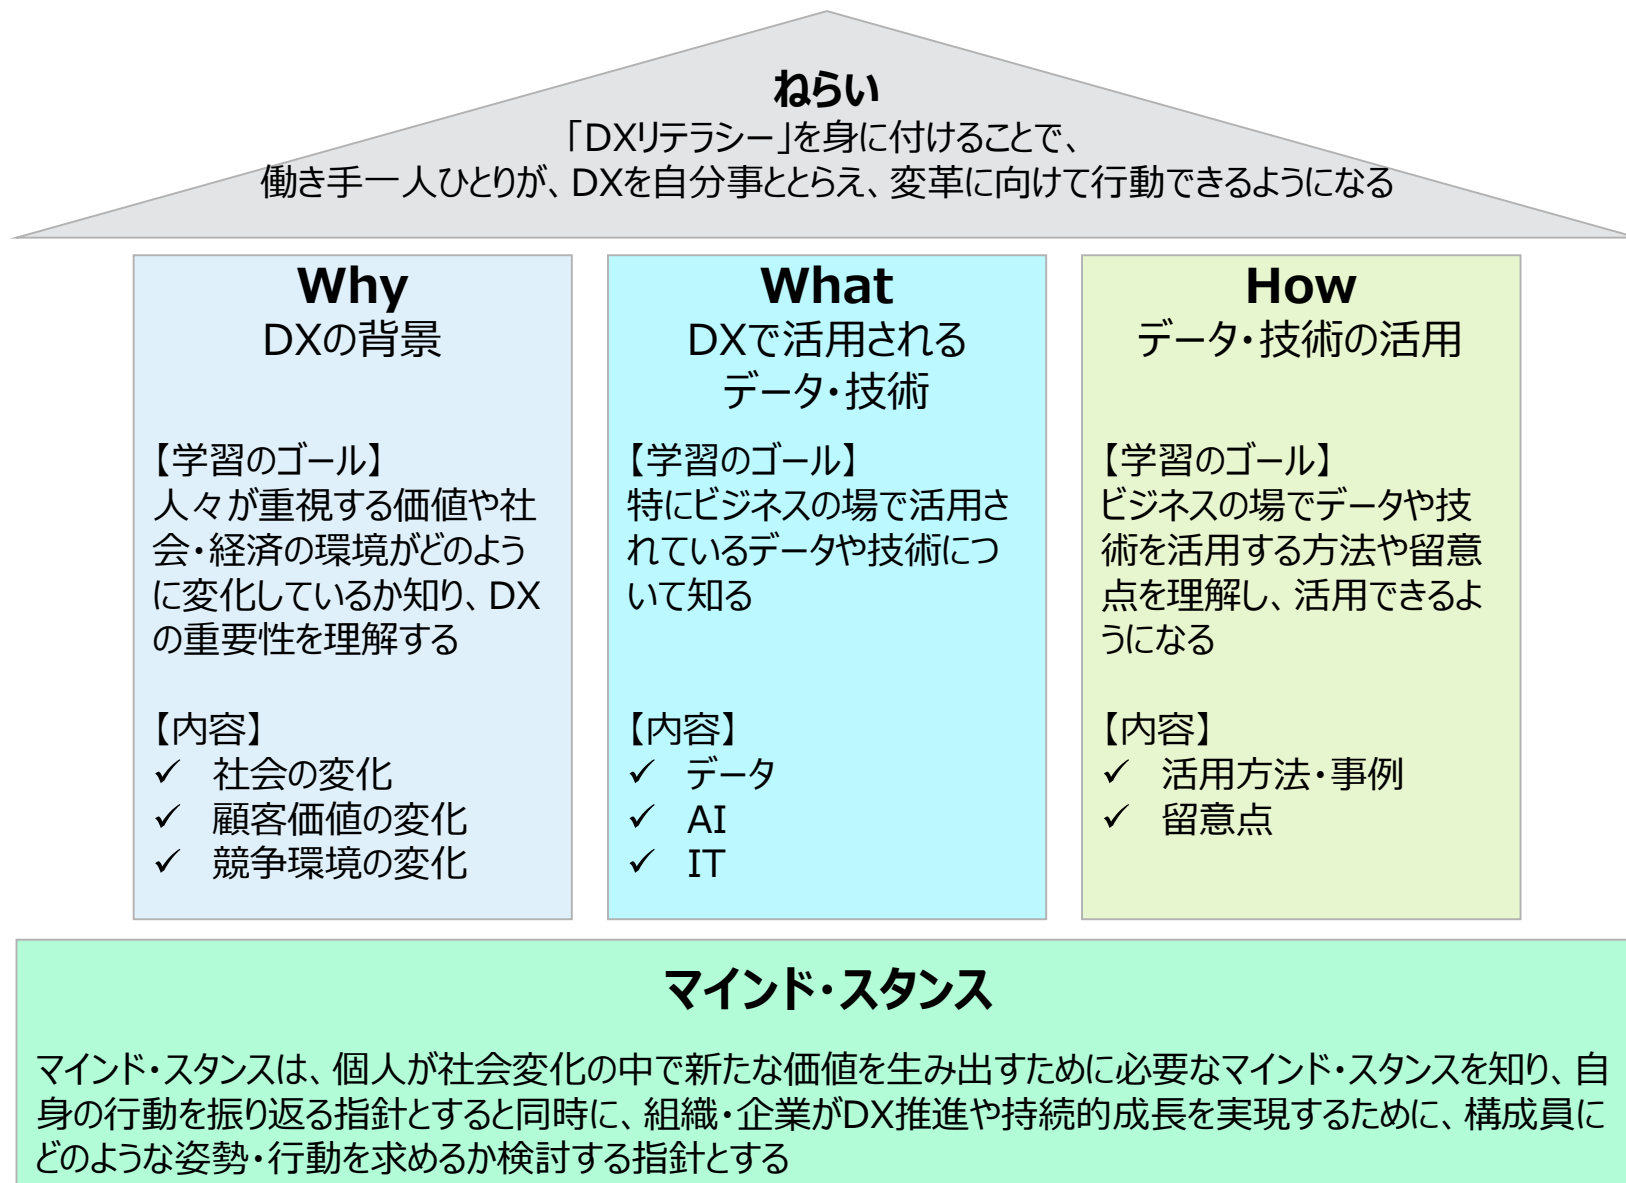 ねらい
「DXリテラシー」を身に付けることで、
働き手一人ひとりが、DXを自分事ととらえ、変革に向けて行動できるようになる
Why
DXの背景
【学習のゴール】
人々が重視する価値や社
会・経済の環境がどのよう
に変化しているか知り、DX
の重要性を理解する
【内容】
✓ 社会の変化
✓ 顧客価値の変化
✓ 競争環境の変化
What
DXで活用される
データ・技術
【学習のゴール】
特にビジネスの場で活用さ
れているデータや技術につ
いて知る
【内容】
✓ データ
✓ AI
✓ IT
How
データ・技術の活用
【学習のゴール】
ビジネスの場でデータや技
術を活用する方法や留意
点を理解し、活用できるよ
うになる
【内容】
✓ 活用方法・事例
✓ 留意点
マインド・スタンス
マインド・スタンスは、個人が社会変化の中で新たな価値を生み出すために必要なマインド・スタンスを知り、自
身の行動を振り返る指針とすると同時に、組織・企業がDX推進や持続的成長を実現するために、構成員に
どのような姿勢・行動を求めるか検討する指針とする